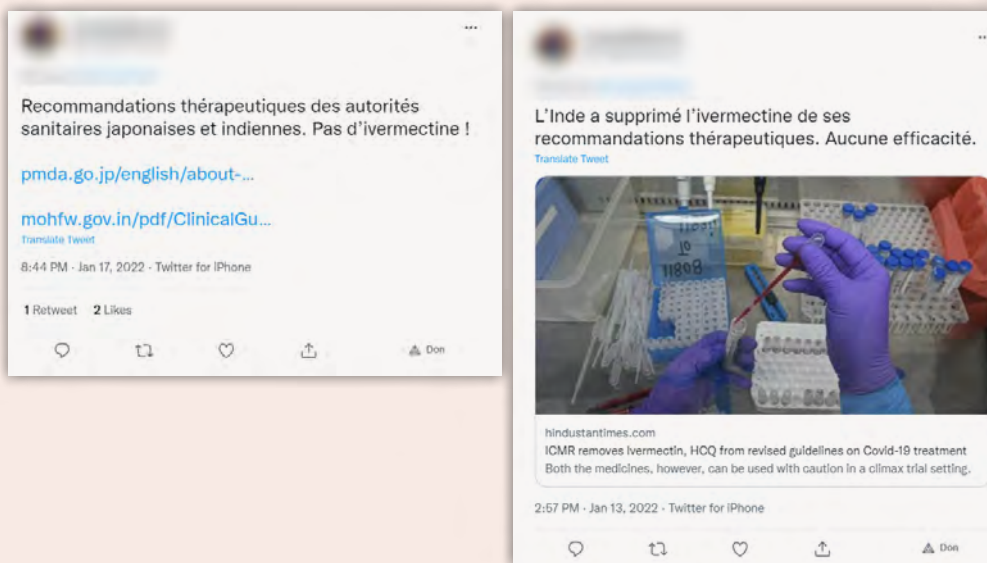 Recommandations thérapeutiques des autorités
sanitaires japonaises et indiennes. Pas d'ivermectine !
pmda.go.jp/english/about-...
mohfw.gov.in/pdf/ClinicalGu...
Translate Tweet
8:44 PM · Jan 17, 2022 · Twitter for iPhone
1 Retweet 2 Likes
Don
L'Inde a supprimé l'ivermectine de ses
recommandations thérapeutiques. Aucune efficacité.
Translate Tweet
hindustantimes.com
ICMR removes Ivermectin, HCQ from revised guidelines on Covid-19 treatment
Both the medicines, however, can be used with caution in a climax trial setting.
2:57 PM · Jan 13, 2022 · Twitter for iPhone
Don